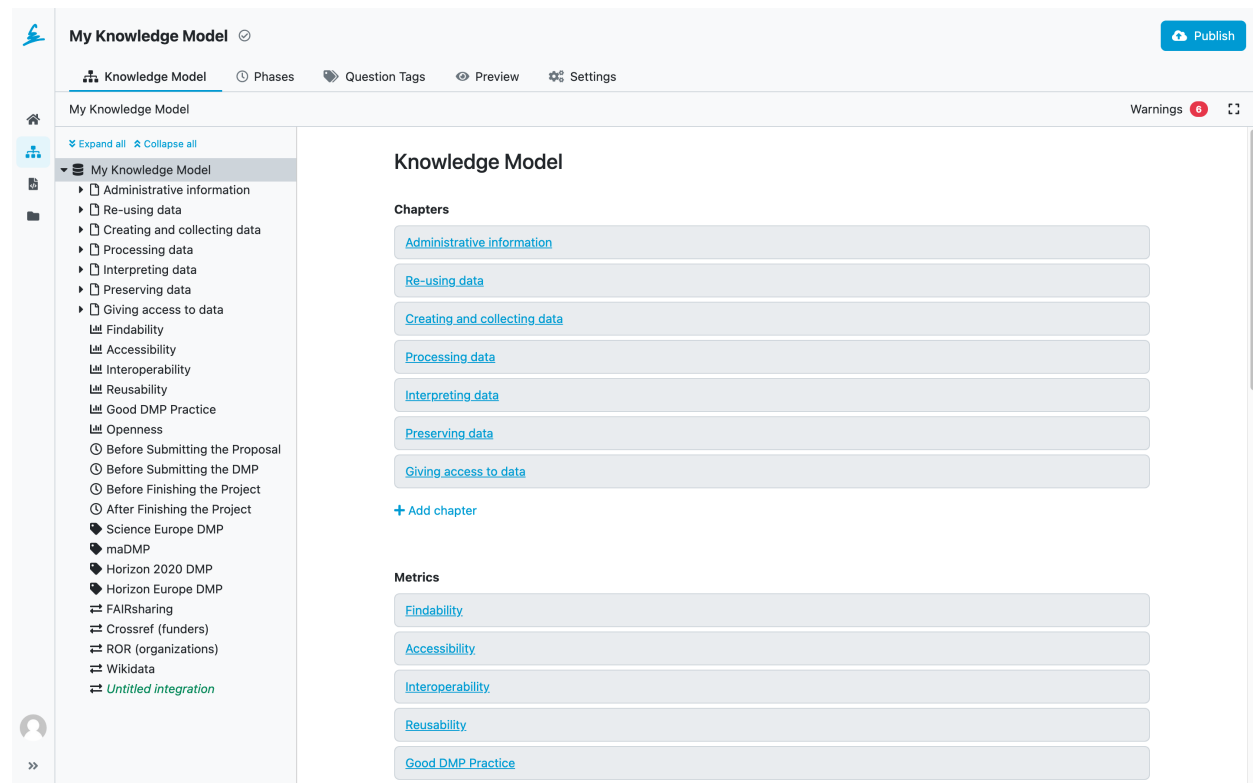 My Knowledge Model
Publish
Knowledge Model
Phases
Question Tags
Preview
Settings
My Knowledge Model
Warnings 6
Expand all Collapse all
My Knowledge Model
Administrative information
Re-using data
Creating and collecting data
Processing data
Interpreting data
Preserving data
Giving access to data
Findability
Accessibility
Interoperability
Reusability
Good DMP Practice
Openness
Before Submitting the Proposal
Before Submitting the DMP
Before Finishing the Project
After Finishing the Project
Science Europe DMP
maDMP
Horizon 2020 DMP
Horizon Europe DMP
FAIRsharing
Crossref (funders)
ROR (organizations)
Wikidata
Untitled integration
Knowledge Model
Chapters
Administrative information
Re-using data
Creating and collecting data
Processing data
Interpreting data
Preserving data
Giving access to data
Add chapter
Metrics
Findability
Accessibility
Interoperability
Reusability
Good DMP Practice